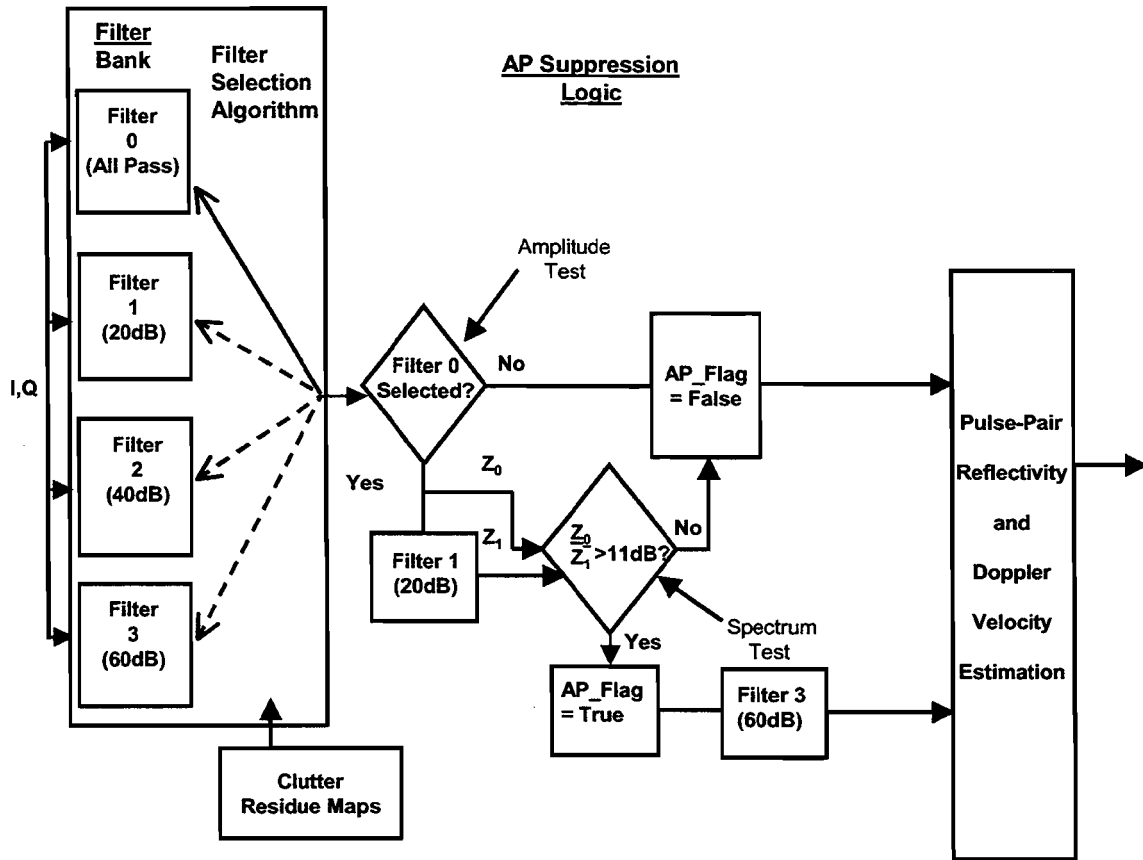 Filter
Bank
Filter
Selection
Algorithm
AP Suppression
Logic
Filter
0
(All Pass)
Filter
1
(20dB)
Filter
2
(40dB)
Filter
3
(60dB)
I,Q
Clutter
Residue Maps
Amplitude
Test
Filter 0
Selected?
No
Yes
Z0
Z1
Filter 1
(20dB)
Z0
Z1 >11dB?
No
Yes
Spectrum
Test
AP_Flag
= False
AP_Flag
= True
Filter 3
(60dB)
Pulse-Pair
Reflectivity
and
Doppler
Velocity
Estimation